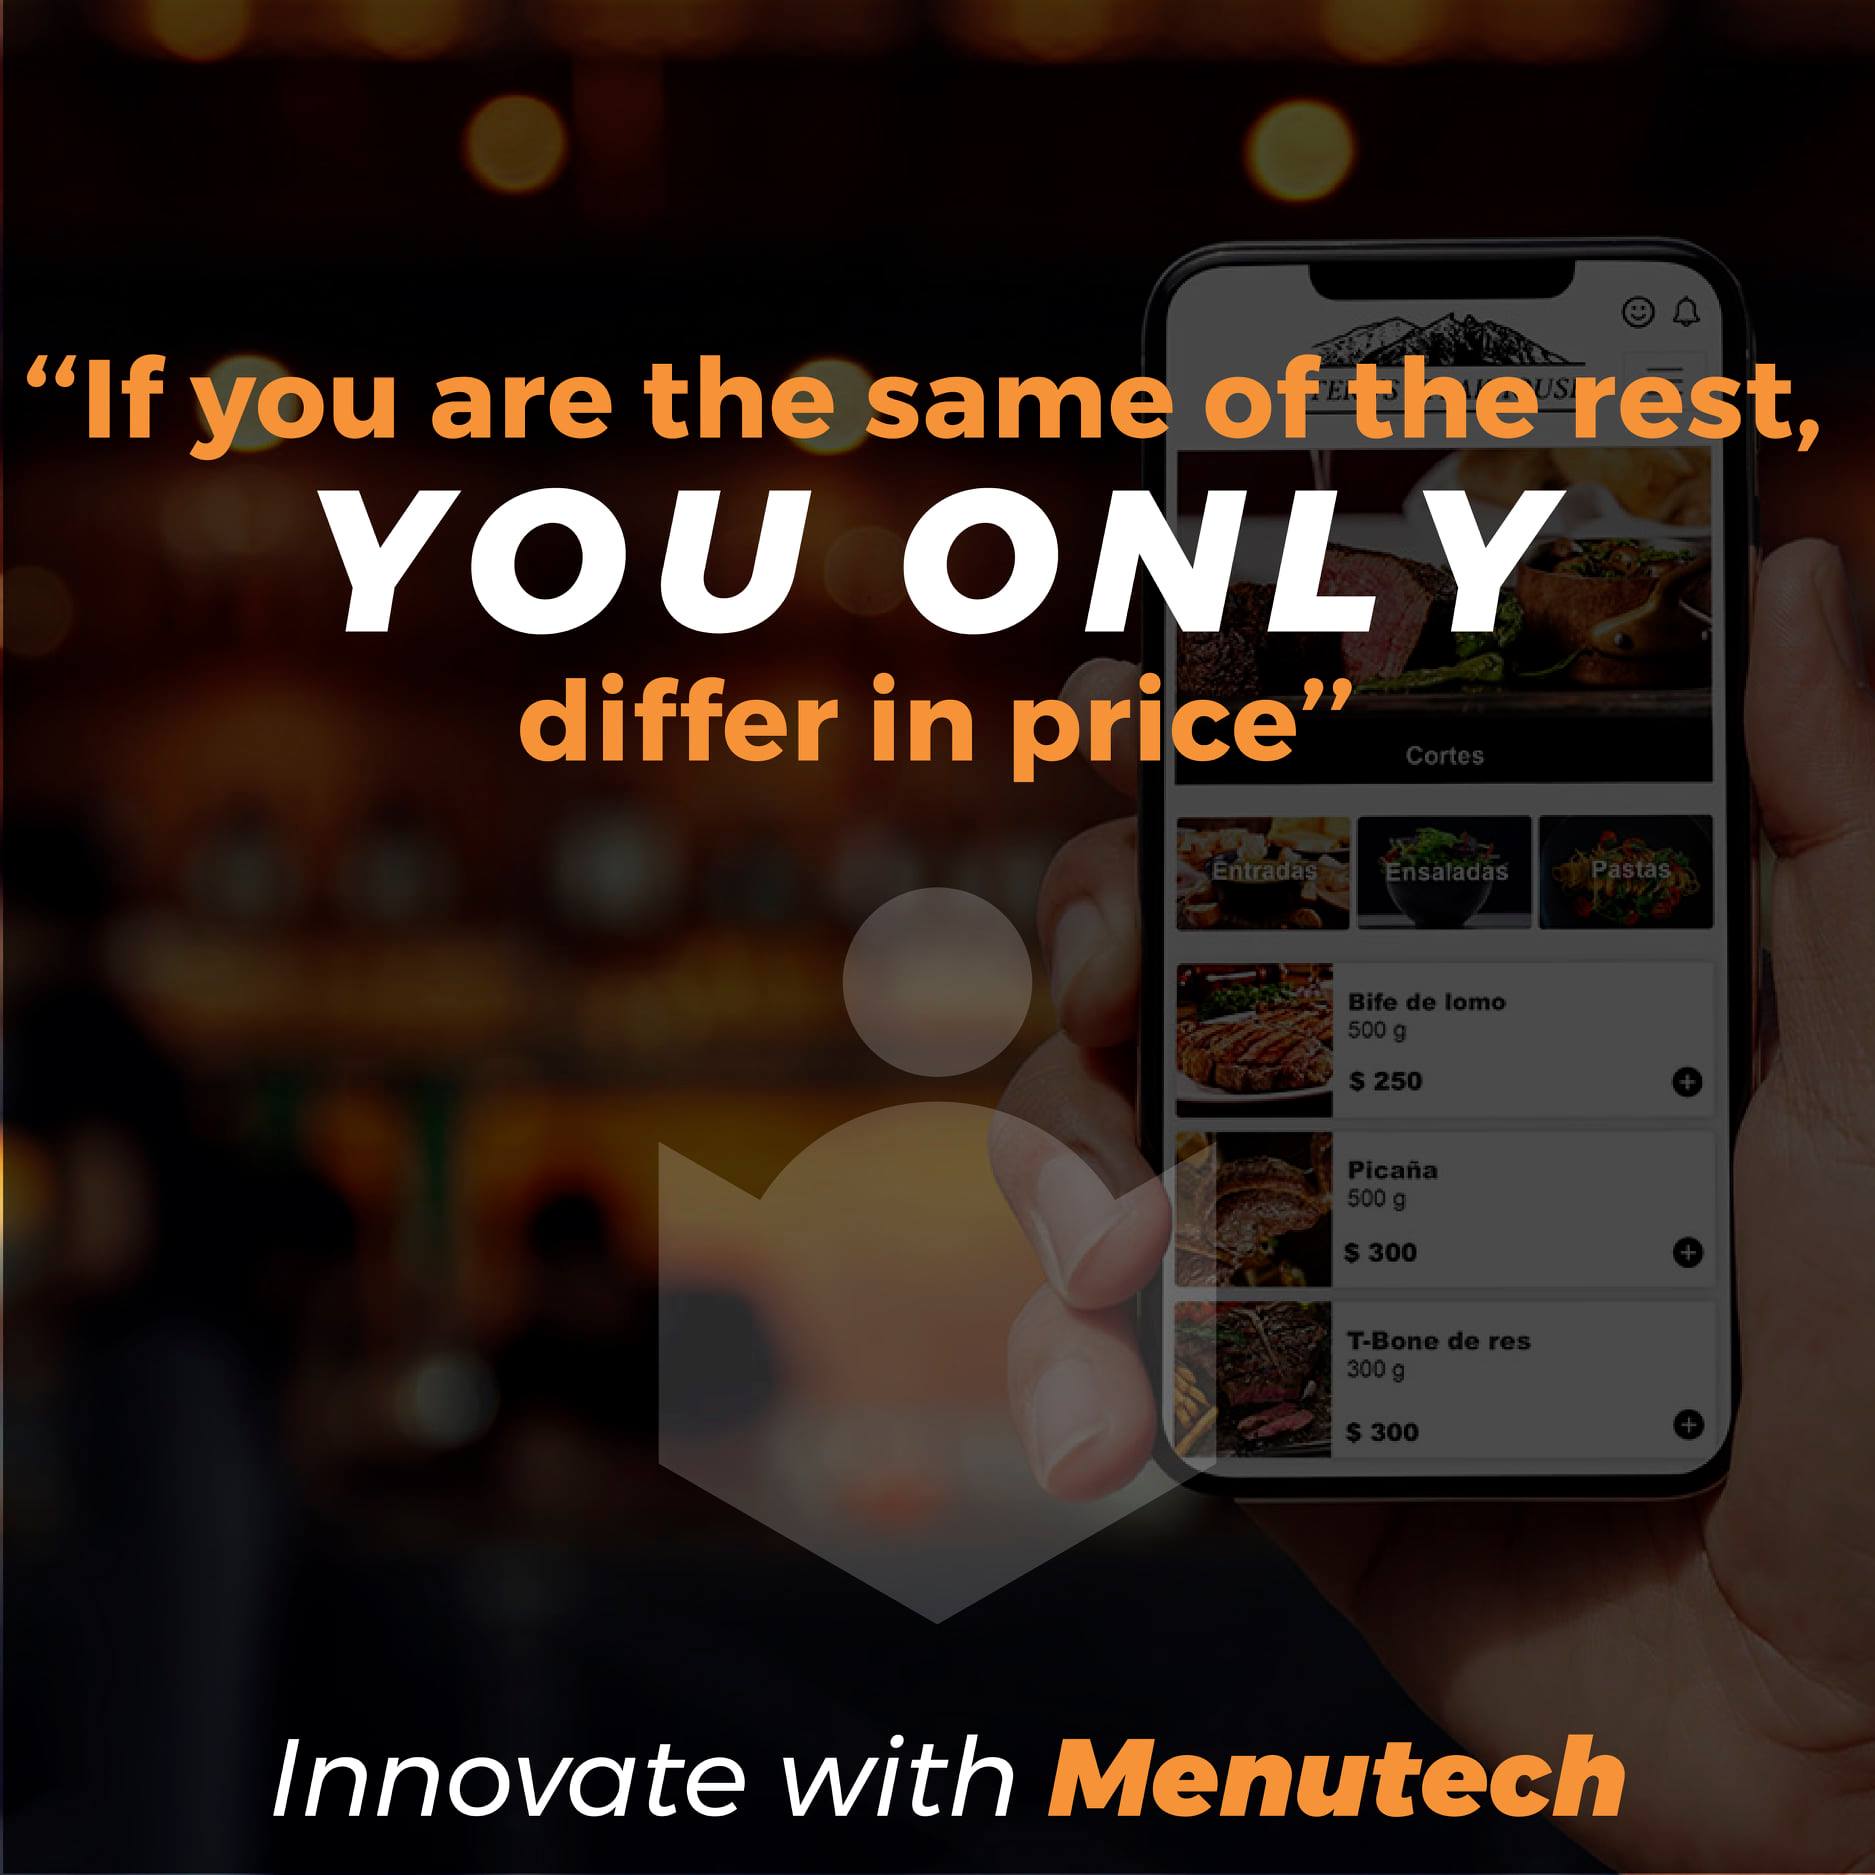 “If you are the same of the rest,
YOU ONLY
differ in price”
Cortes
Entradas
Ensaladas
Pastas
Bife de lomo
500 g
$ 250
Picaña
500 g
$ 300
T-Bone de res
300 g
$ 300
Innovate with Menutech